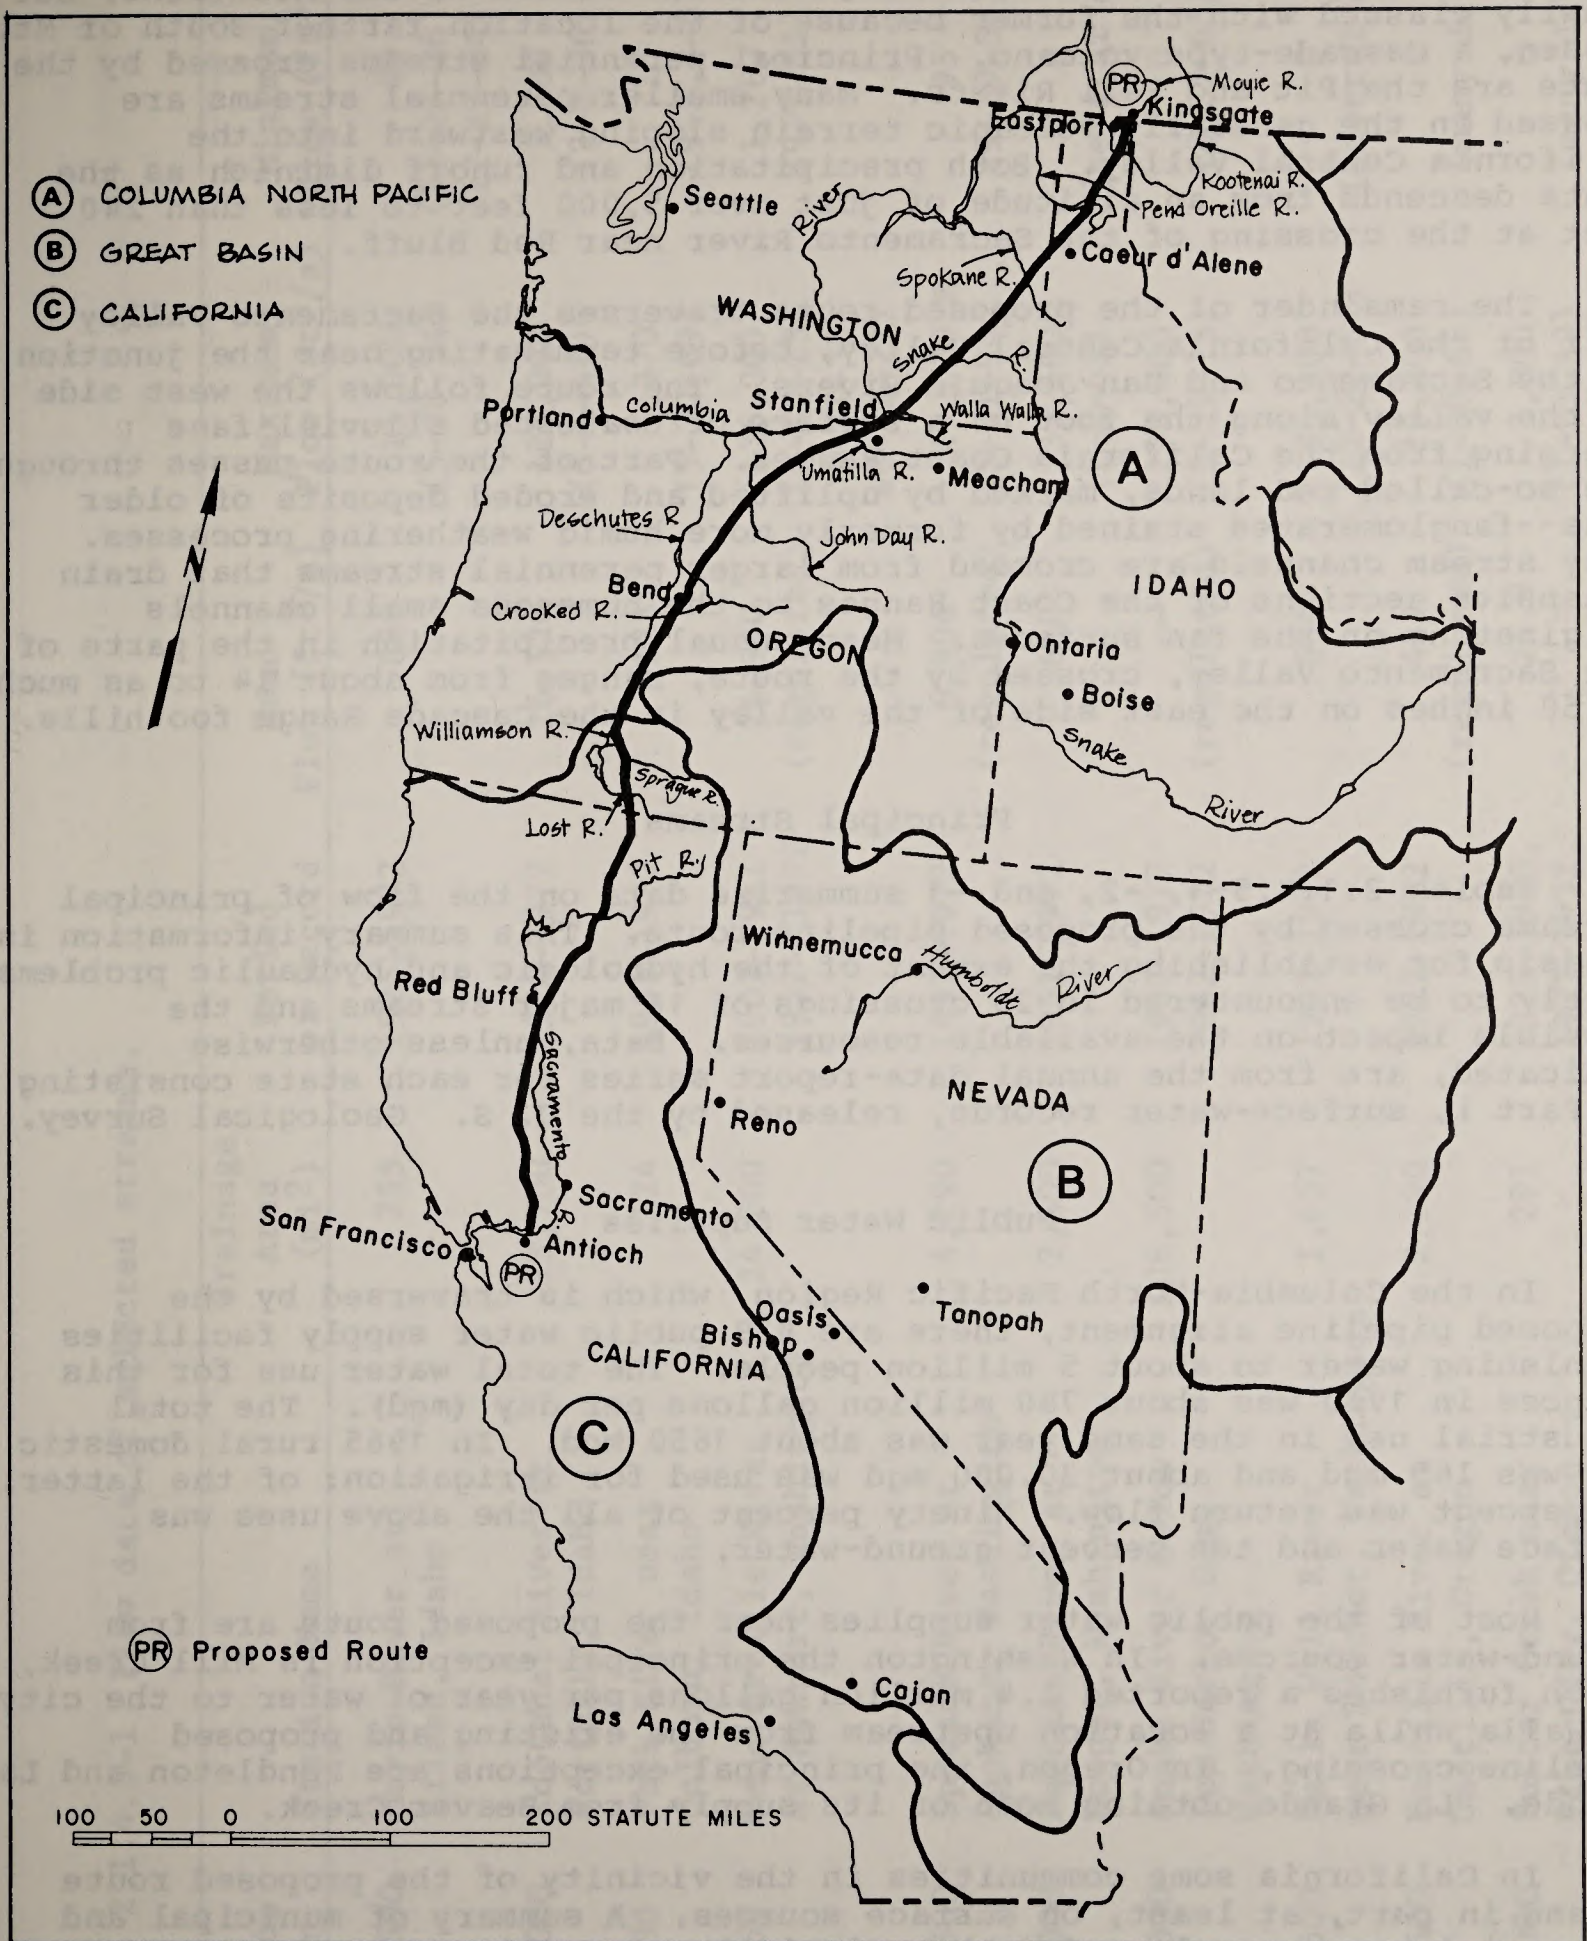 PR
Moyie R.
Kingsgate
Eastport
Kootenai R.
Pend Oreille R.
A COLUMBIA NORTH PACIFIC
B GREAT BASIN
C CALIFORNIA
Seattle
River
Caeur d'Alene
Spokane R.
WASHINGTON
Snake R.
Portland
Columbia
Stanfield
Walla Walla R.
Umatilla R.
Meacham
A
N
Deschutes R
John Day R.
Bend
Crooked R.
IDAHO
OREGON
Ontario
Boise
Williamson R.
Snake River
Sprague R.
Lost R.
Pit R.
Winnemucca
Humboldt River
Red Bluff
Sacramento R.
NEVADA
Reno
B
Sacramento
San Francisco
Antioch
PR
Tanopah
Oasis
Bishop
CALIFORNIA
C
PR Proposed Route
Cajan
Los Angeles
100 50 0 100 200 STATUTE MILES